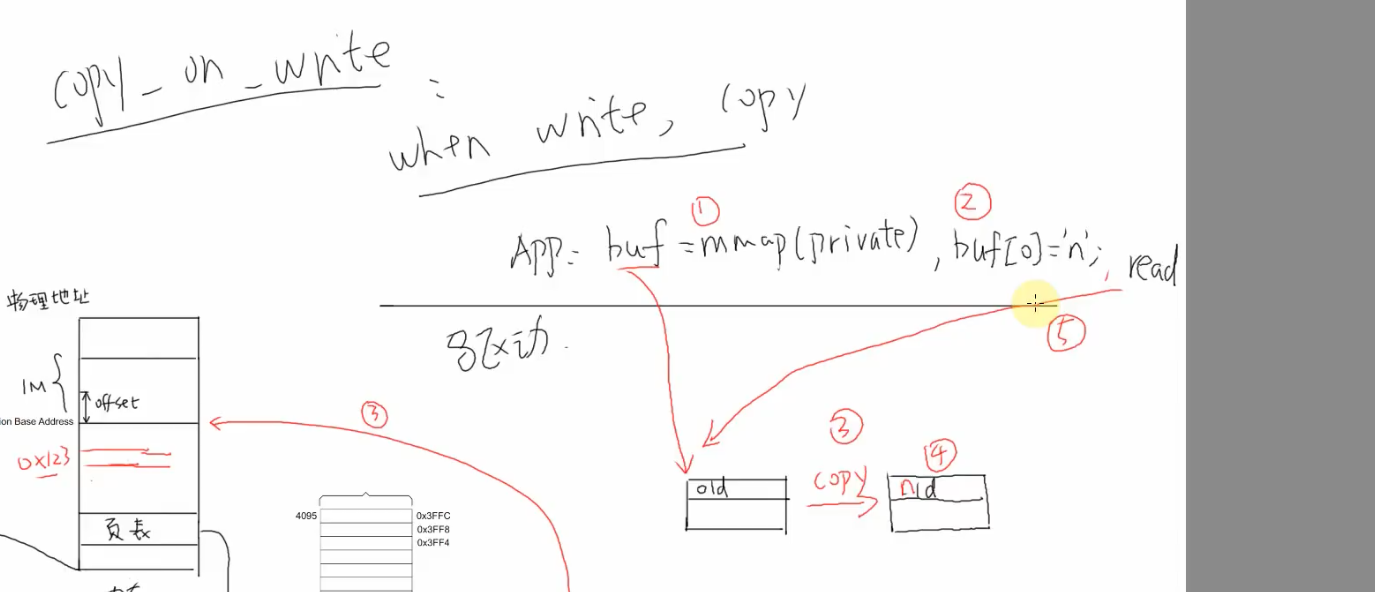 copy_on_write :
when write, copy
① ②
APP: buf = mmap(private), buf[0]='n'; read
物理地址
驱动.
⑤
1M
offset
ion Base Address
③
③
0x123
copy
④
old
nld
4095
0x3FFC
0x3FF8
0x3FF4
页表